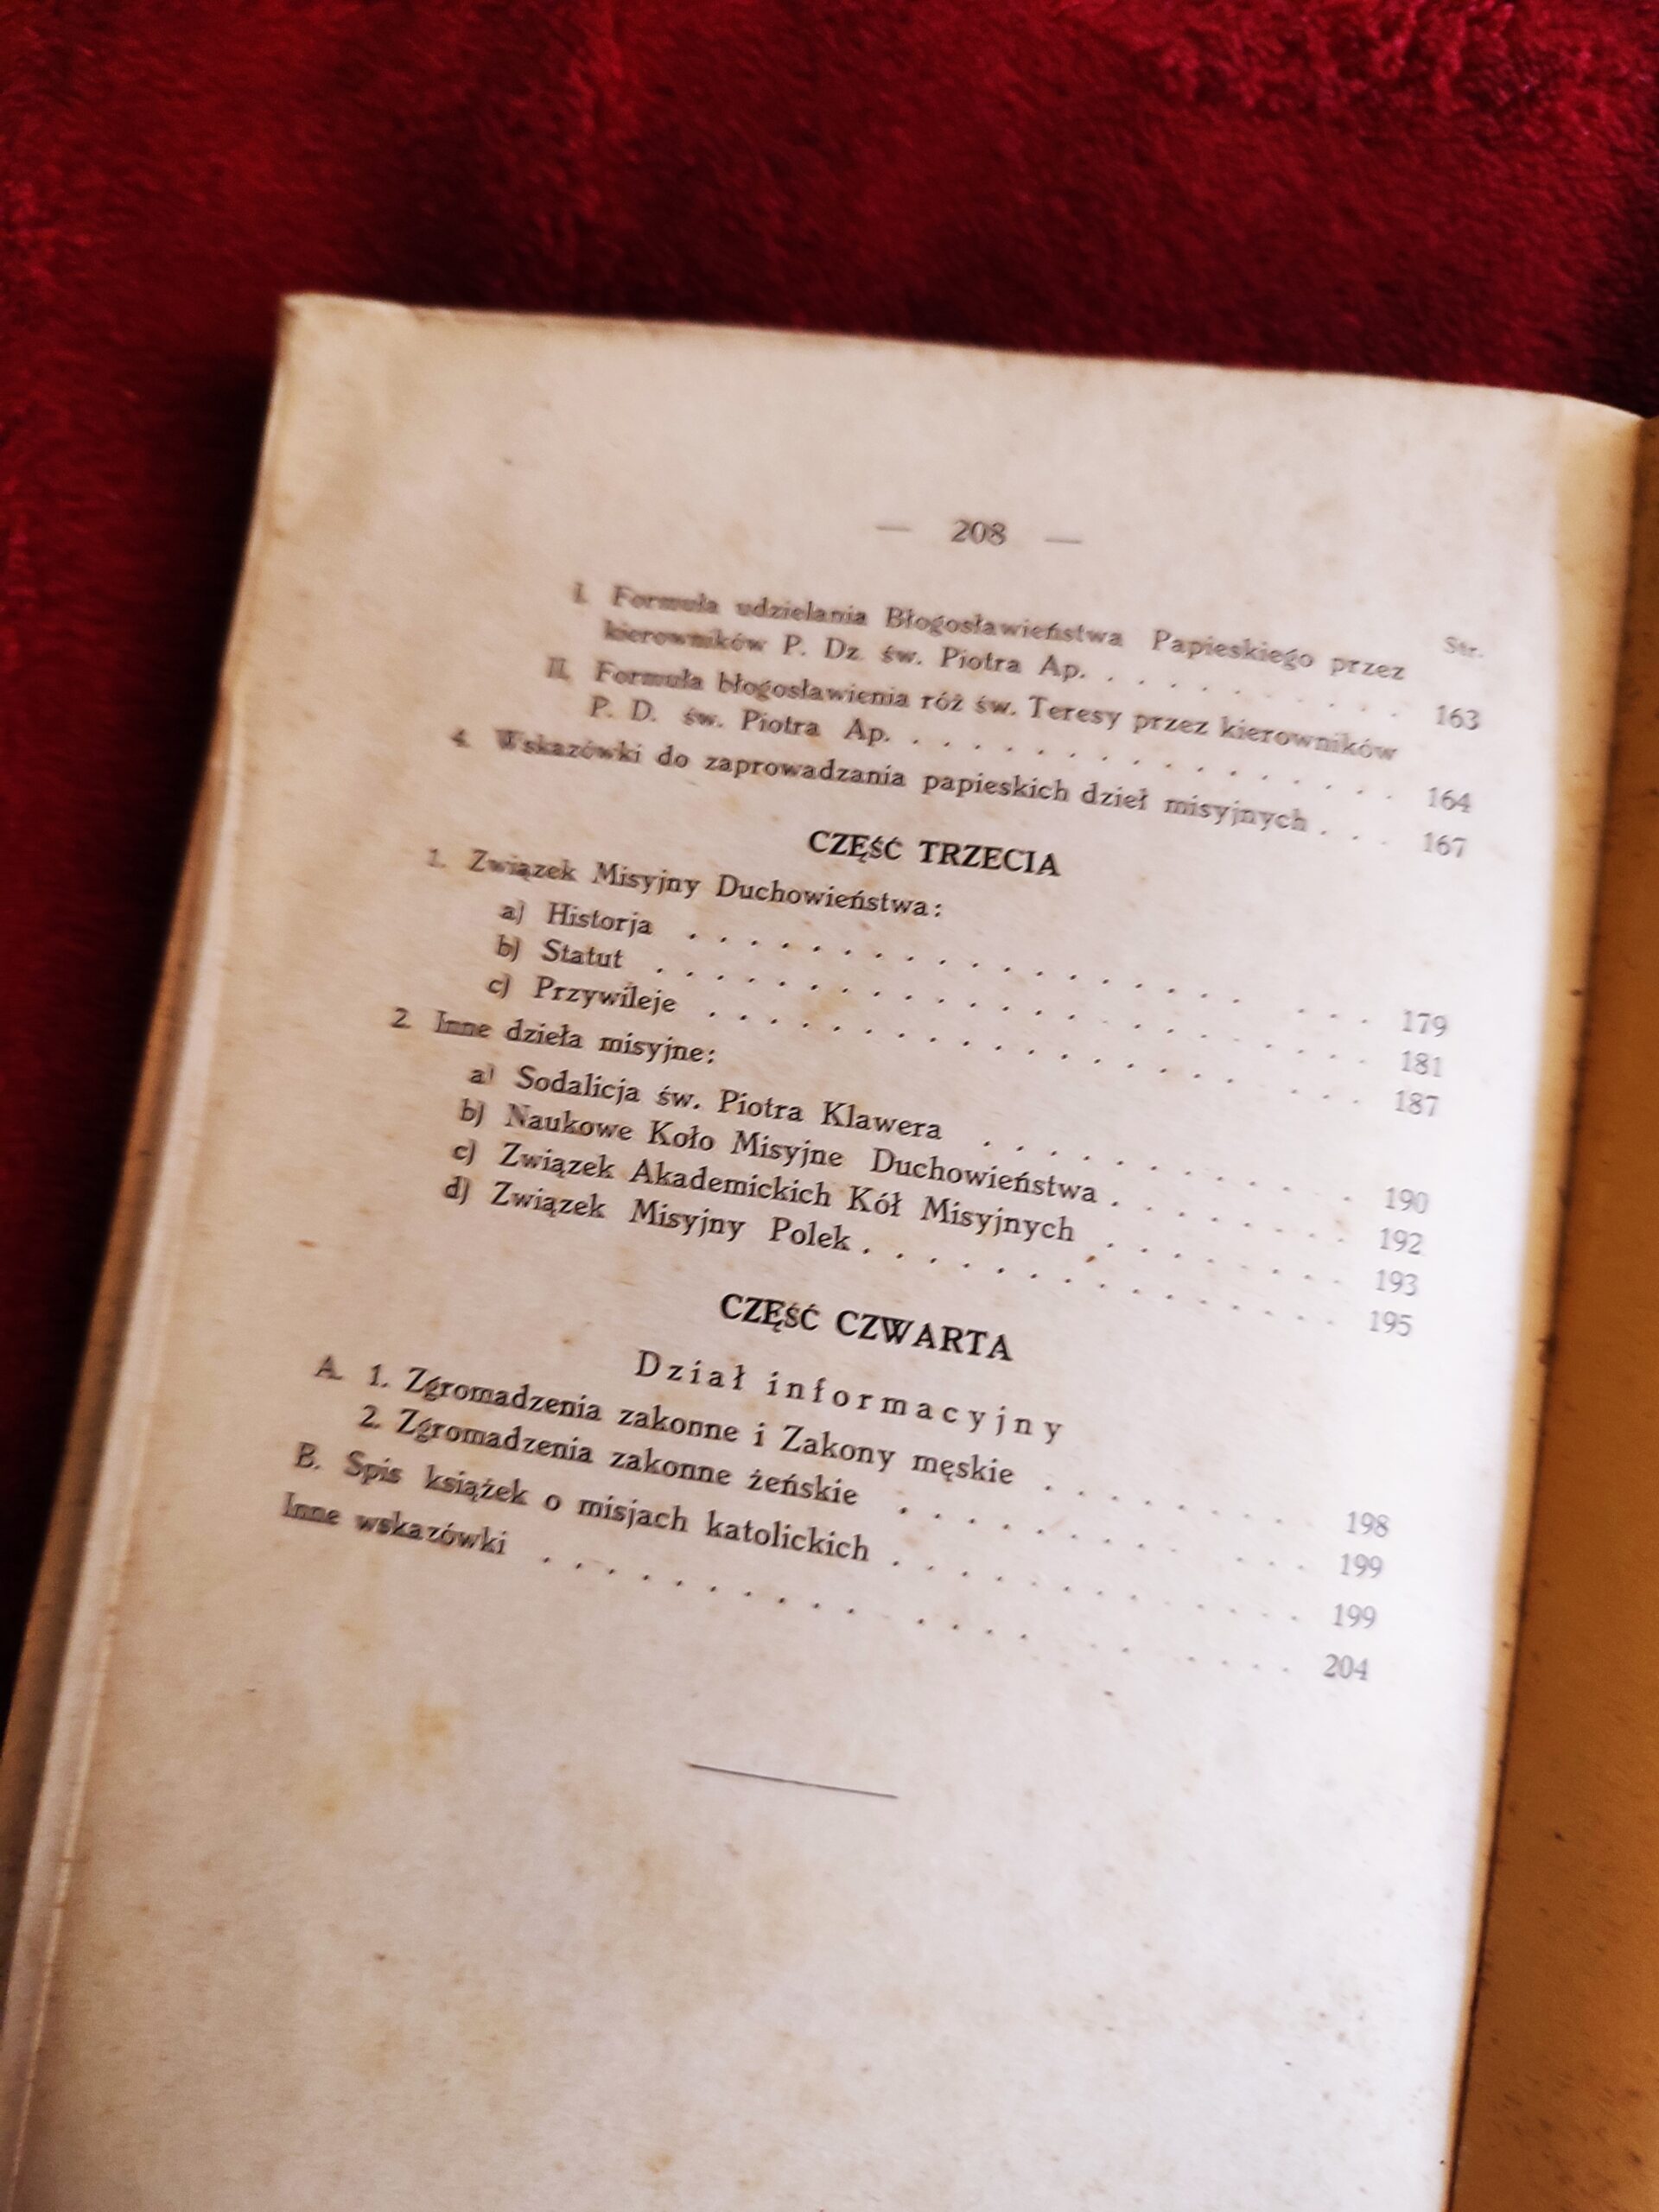 — 208 —
Str.
I. Formuła udzielania Błogosławieństwa Papieskiego przez
kierowników P. Dz. św. Piotra Ap. . . . . . . . . . . 163
II. Formuła błogosławienia róż św. Teresy przez kierowników
P. D. św. Piotra Ap. . . . . . . . . . . . . . . . . 164
4. Wskazówki do zaprowadzania papieskich dzieł misyjnych . . . 167
CZĘŚĆ TRZECIA
1. Związek Misyjny Duchowieństwa:
a) Historja . . . . . . . . . . . . . . . . . . . . . 179
b) Statut . . . . . . . . . . . . . . . . . . . . . . 181
c) Przywileje . . . . . . . . . . . . . . . . . . . . 187
2. Inne dzieła misyjne:
a) Sodalicja św. Piotra Klawera . . . . . . . . . . . . 190
b) Naukowe Koło Misyjne Duchowieństwa . . . . . . . . 192
c) Związek Akademickich Kół Misyjnych . . . . . . . . 193
d) Związek Misyjny Polek . . . . . . . . . . . . . . . 195
CZĘŚĆ CZWARTA
Dział informacyjny
A. 1. Zgromadzenia zakonne i Zakony męskie . . . . . . . . 198
2. Zgromadzenia zakonne żeńskie . . . . . . . . . . . . 199
B. Spis książek o misjach katolickich . . . . . . . . . . . . 199
Inne wskazówki . . . . . . . . . . . . . . . . . . . . 204